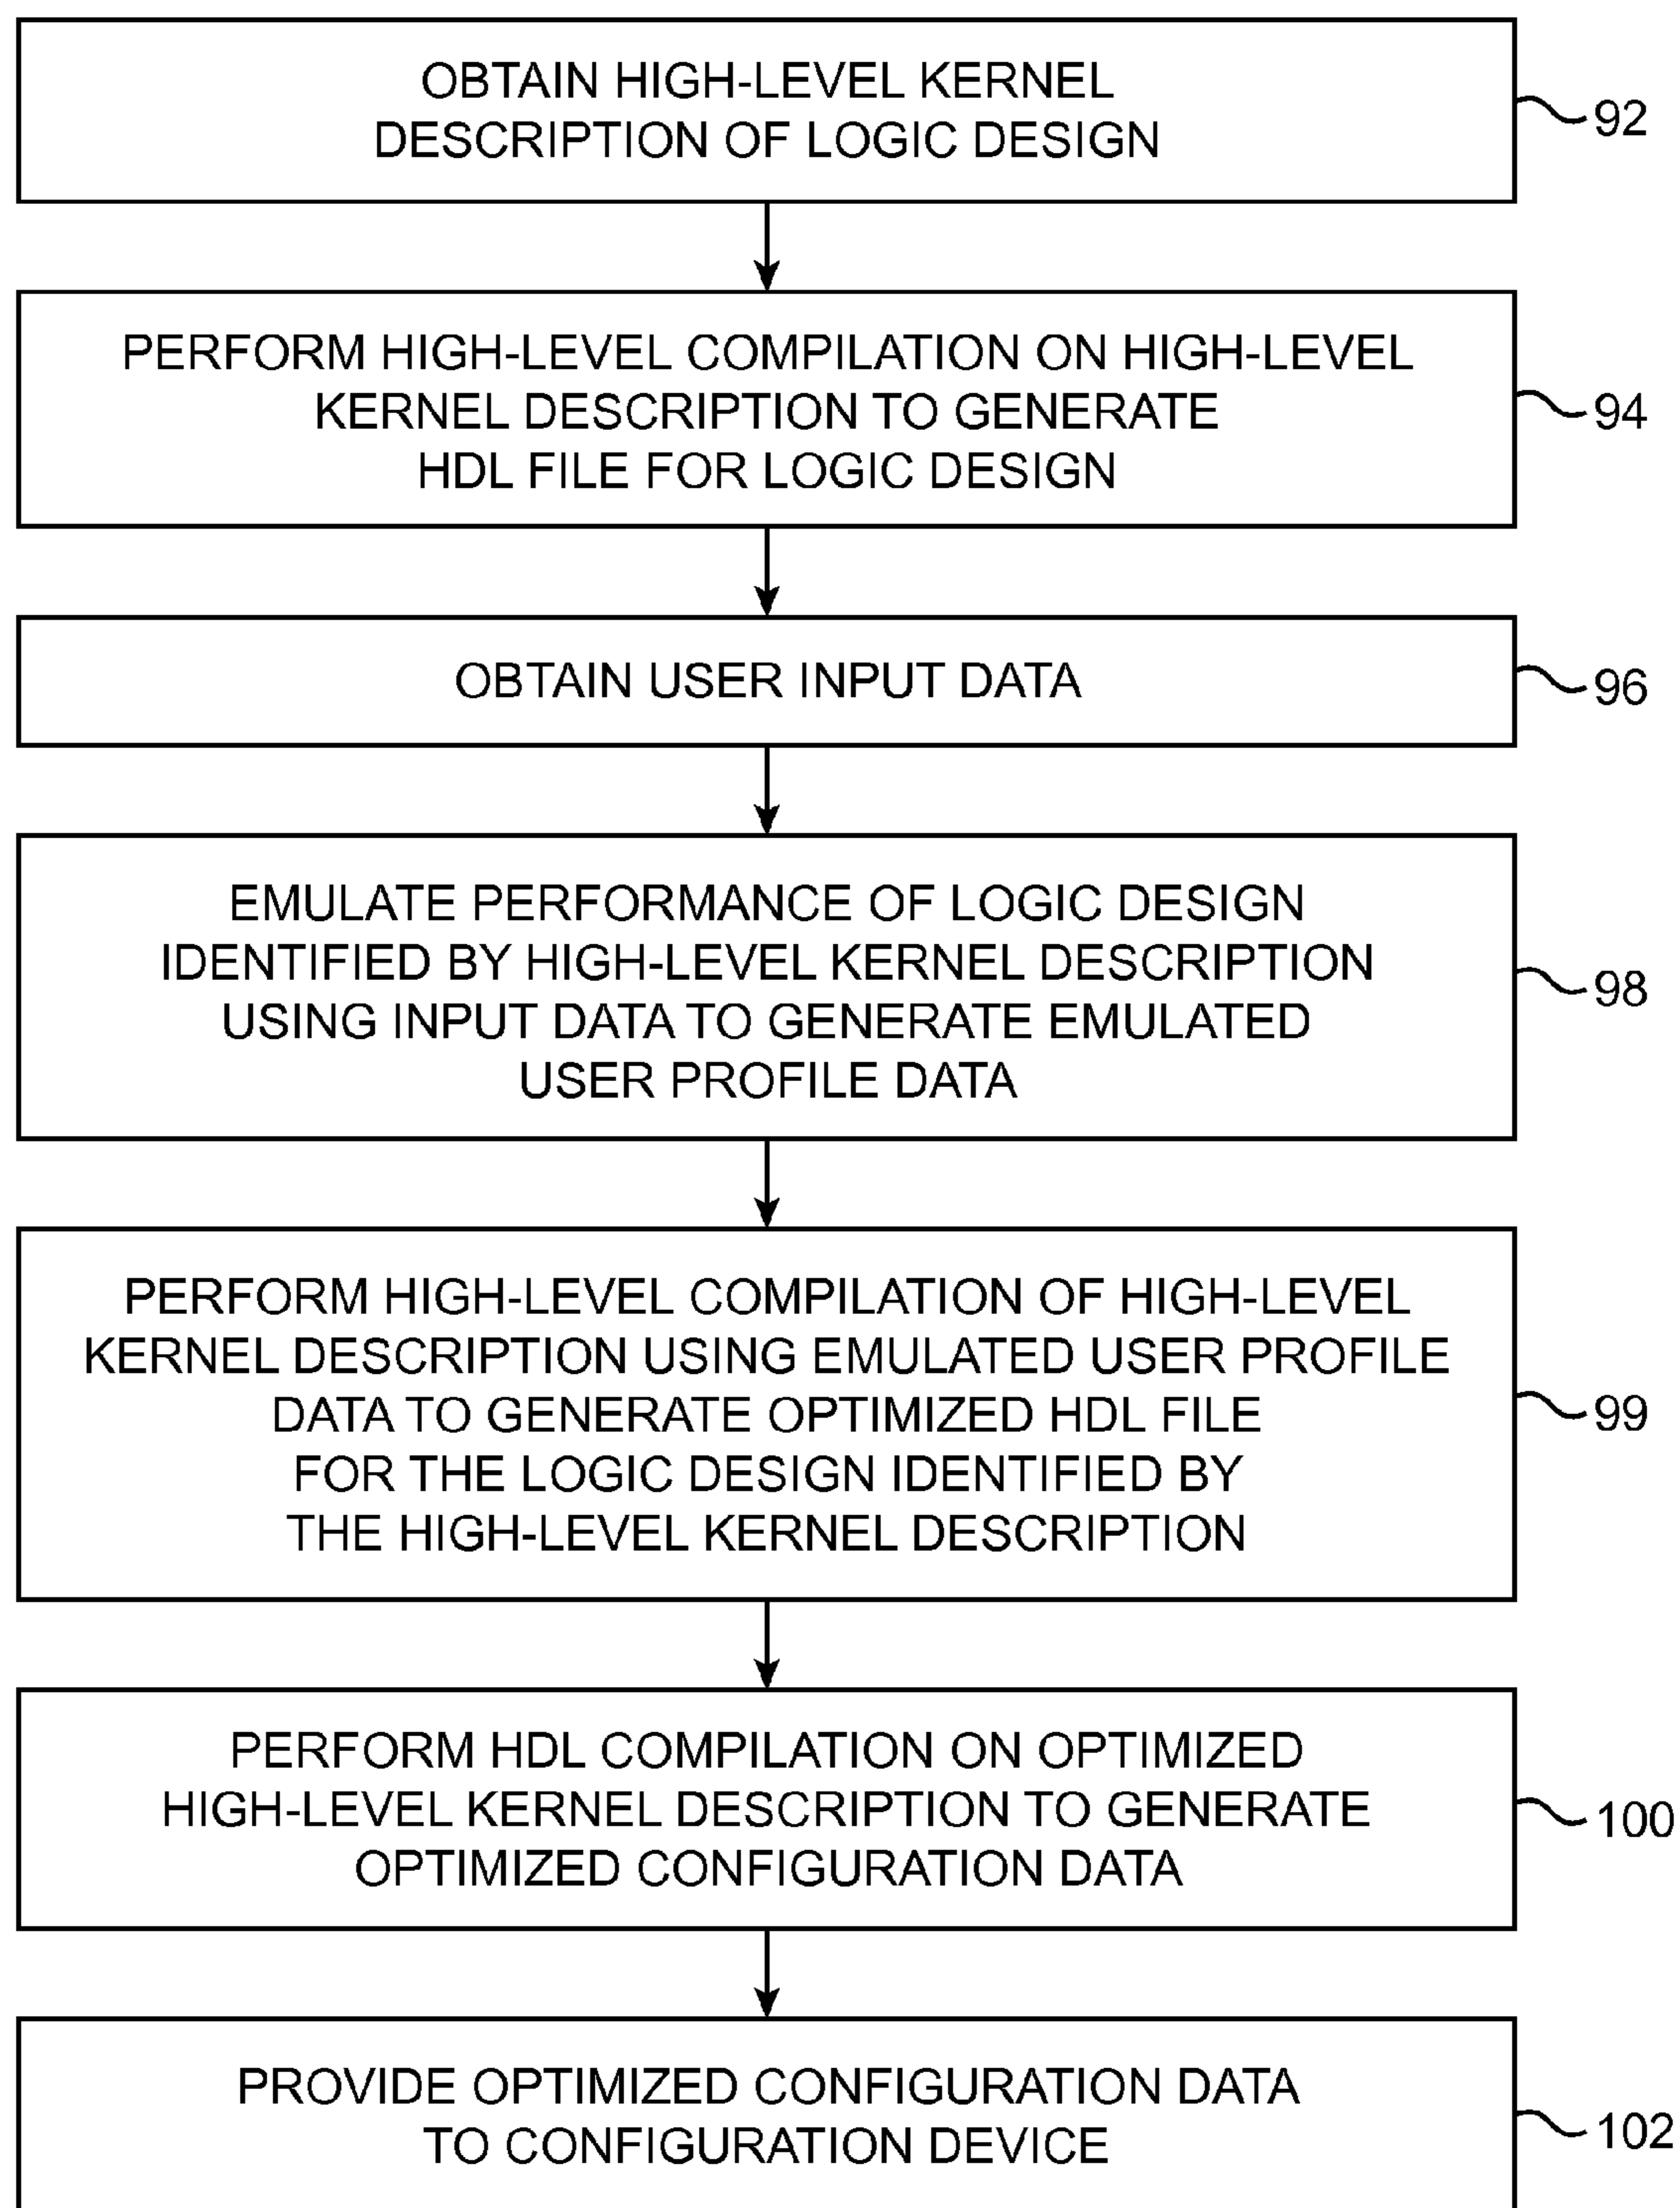 OBTAIN HIGH-LEVEL KERNEL
DESCRIPTION OF LOGIC DESIGN
92
PERFORM HIGH-LEVEL COMPILATION ON HIGH-LEVEL
KERNEL DESCRIPTION TO GENERATE
HDL FILE FOR LOGIC DESIGN
94
OBTAIN USER INPUT DATA
96
EMULATE PERFORMANCE OF LOGIC DESIGN
IDENTIFIED BY HIGH-LEVEL KERNEL DESCRIPTION
USING INPUT DATA TO GENERATE EMULATED
USER PROFILE DATA
98
PERFORM HIGH-LEVEL COMPILATION OF HIGH-LEVEL
KERNEL DESCRIPTION USING EMULATED USER PROFILE
DATA TO GENERATE OPTIMIZED HDL FILE
FOR THE LOGIC DESIGN IDENTIFIED BY
THE HIGH-LEVEL KERNEL DESCRIPTION
99
PERFORM HDL COMPILATION ON OPTIMIZED
HIGH-LEVEL KERNEL DESCRIPTION TO GENERATE
OPTIMIZED CONFIGURATION DATA
100
PROVIDE OPTIMIZED CONFIGURATION DATA
TO CONFIGURATION DEVICE
102